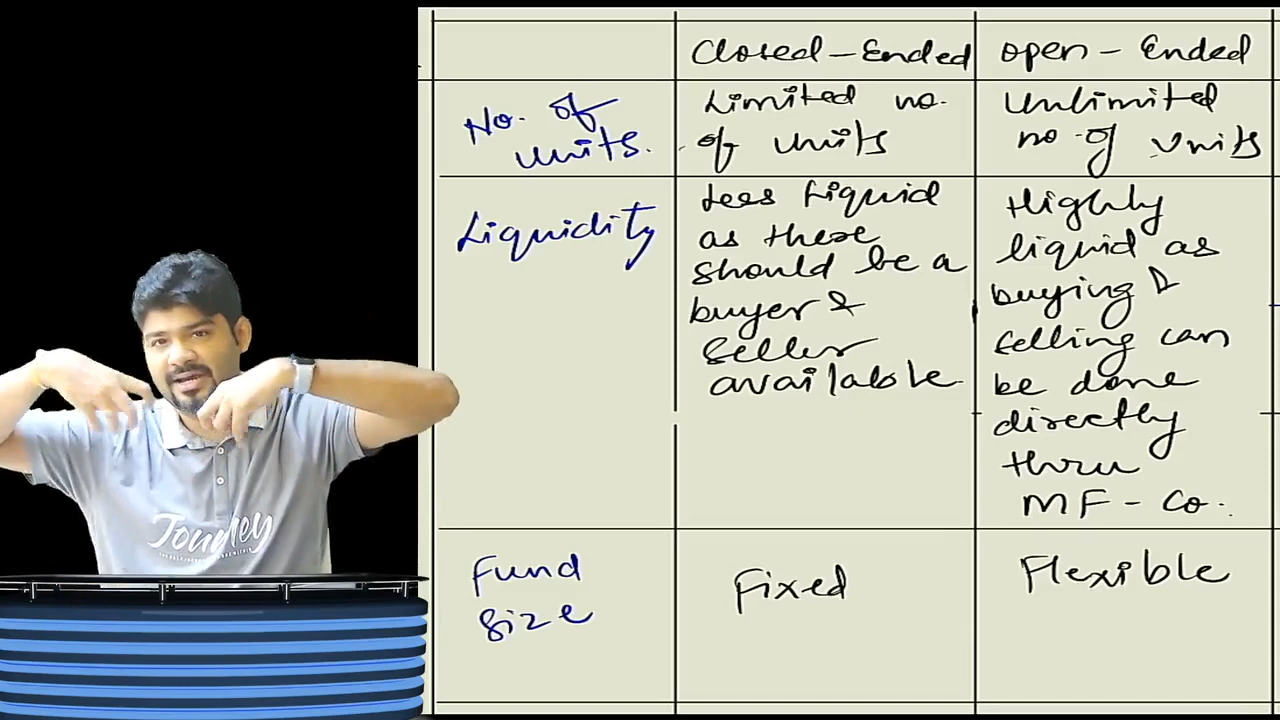 Closed-Ended
Open-Ended
No. of
units.
Limited no.
of units
Unlimited
no. of units
Liquidity
Less Liquid
as there
should be a
buyer &
seller
available.
Highly
liquid as
buying &
selling can
be done
directly
thru
MF-Co.
Fund
size
Fixed
Flexible
Journey